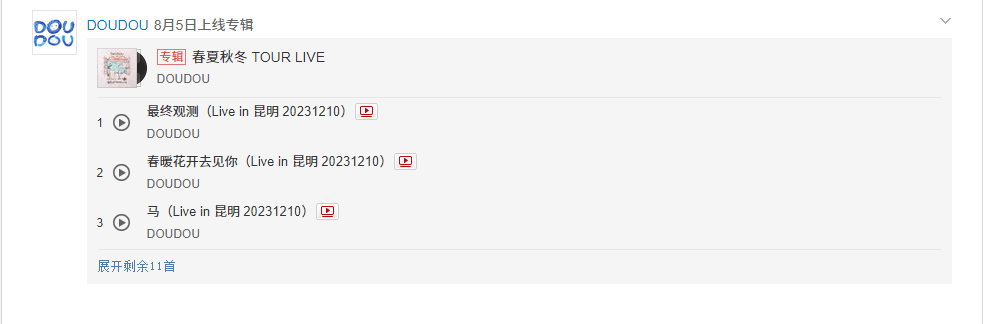 DOU
DOU
DOUDOU 8月5日上线专辑
专辑 春夏秋冬 TOUR LIVE
DOUDOU
1 最终观测（Live in 昆明 20231210）
DOUDOU
2 春暖花开去见你（Live in 昆明 20231210）
DOUDOU
3 马（Live in 昆明 20231210）
DOUDOU
展开剩余11首